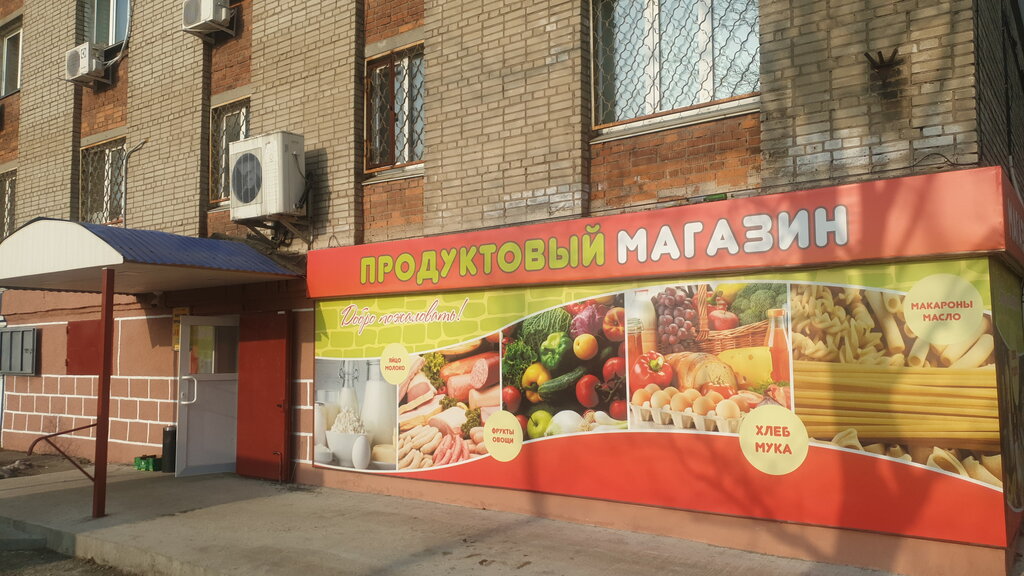 ПРОДУКТОВЫЙ МАГАЗИН
Добро пожаловать!
ЯЙЦО
МОЛОКО
ФРУКТЫ
ОВОЩИ
ХЛЕБ
МУКА
МАКАРОНЫ
МАСЛО